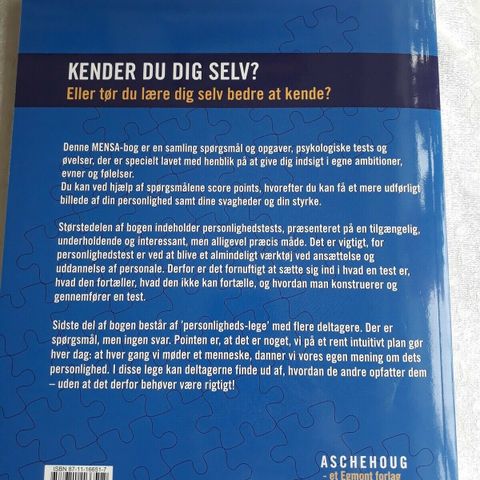 KENDER DU DIG SELV?
Eller tør du lære dig selv bedre at kende?
Denne MENSA-bog er en samling spørgsmål og opgaver, psykologiske tests og
øvelser, der er specielt lavet med henblik på at give dig indsigt i egne ambitioner,
evner og følelser.
Du kan ved hjælp af spørgsmålene score points, hvorefter du kan få et mere udførligt
billede af din personlighed samt dine svagheder og din styrke.
Størstedelen af bogen indeholder personlighedstests, præsenteret på en tilgængelig,
underholdende og interessant, men alligevel præcis måde. Det er vigtigt, for
personlighedstest er ved at blive et almindeligt værktøj ved ansættelse og
uddannelse af personale. Derfor er det fornuftigt at sætte sig ind i hvad en test er,
hvad den fortæller, hvad den ikke kan fortælle, og hvordan man konstruerer og
gennemfører en test.
Sidste del af bogen består af 'personligheds-lege' med flere deltagere. Der er
spørgsmål, men ingen svar. Pointen er, at det er noget, vi på et rent intuitivt plan gør
hver dag: at hver gang vi møder et menneske, danner vi vores egen mening om dets
personlighed. I disse lege kan deltagerne finde ud af, hvordan de andre opfatter dem
– uden at det derfor behøver være rigtigt!
ISBN 87-11-16651-7
ASCHEHOUG
- et Egmont forlag